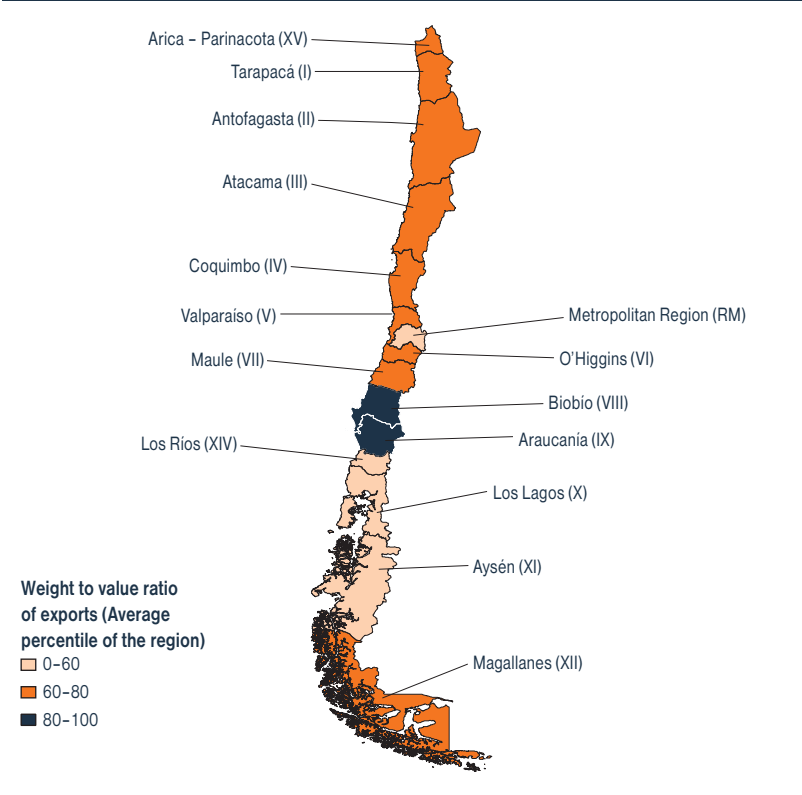 Arica – Parinacota (XV)
Tarapacá (I)
Antofagasta (II)
Atacama (III)
Coquimbo (IV)
Valparaíso (V)
Metropolitan Region (RM)
Maule (VII)
O'Higgins (VI)
Biobío (VIII)
Araucanía (IX)
Los Ríos (XIV)
Los Lagos (X)
Aysén (XI)
Magallanes (XII)
Weight to value ratio
of exports (Average
percentile of the region)
0–60
60–80
80–100